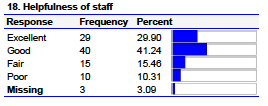 18. Helpfulness of staff
Response Frequency Percent
Excellent 29 29.90
Good 40 41.24
Fair 15 15.46
Poor 10 10.31
Missing 3 3.09